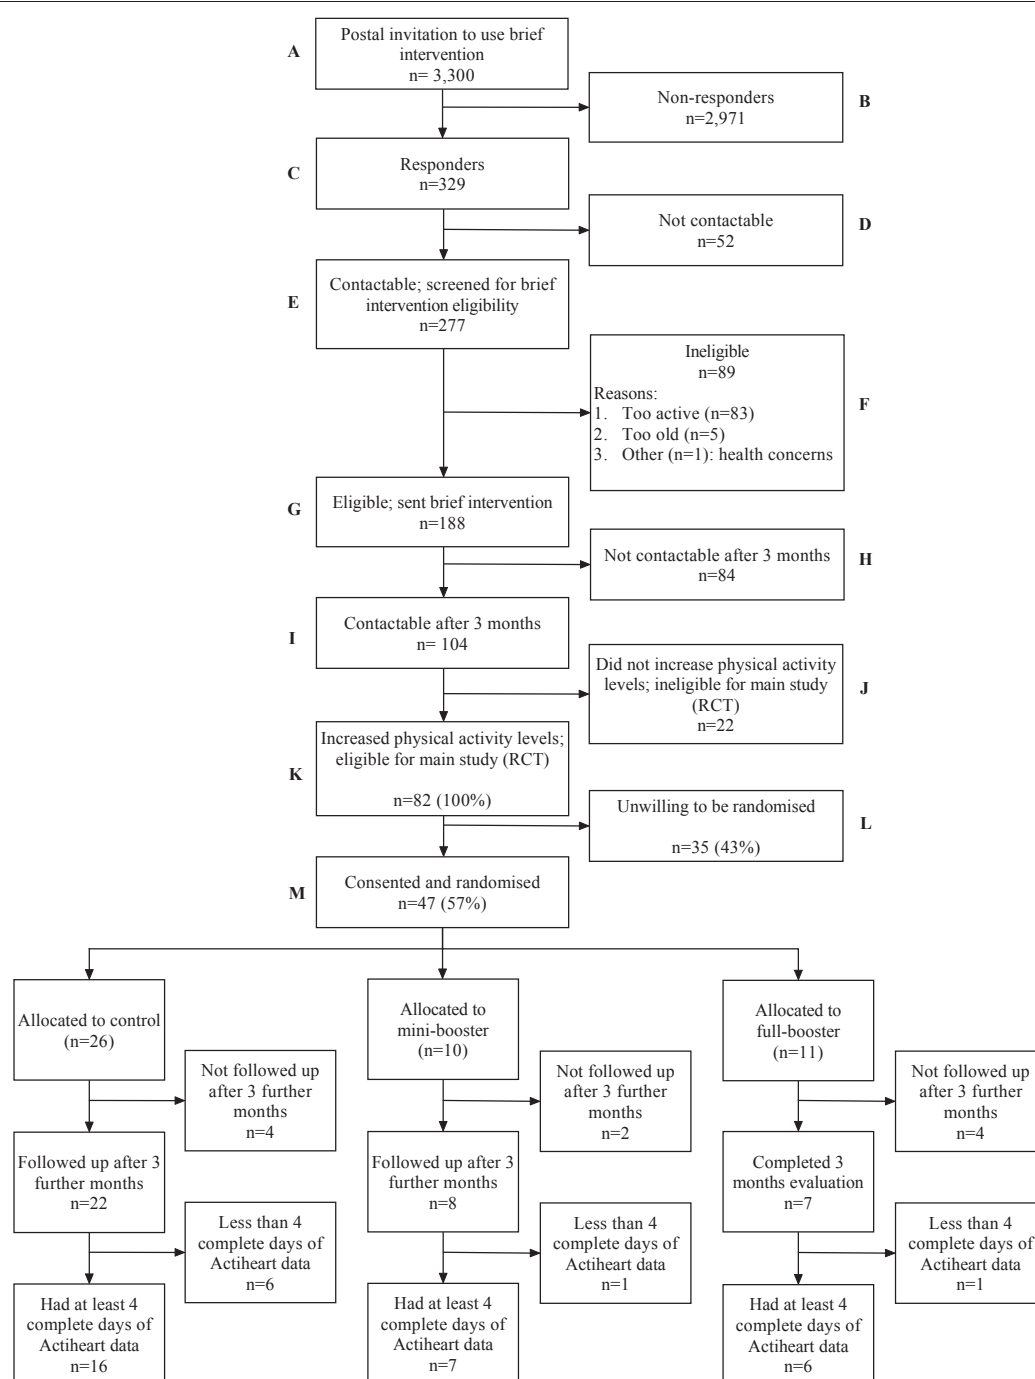 A
Postal invitation to use brief
intervention
n= 3,300
Non-responders
n=2,971
B
C
Responders
n=329
Not contactable
n=52
D
E
Contactable; screened for brief
intervention eligibility
n=277
Ineligible
n=89
Reasons:
1. Too active (n=83)
2. Too old (n=5)
3. Other (n=1): health concerns
F
G
Eligible; sent brief intervention
n=188
Not contactable after 3 months
n=84
H
I
Contactable after 3 months
n= 104
Did not increase physical activity
levels; ineligible for main study
(RCT)
n=22
J
K
Increased physical activity levels;
eligible for main study (RCT)
n=82 (100%)
Unwilling to be randomised
n=35 (43%)
L
M
Consented and randomised
n=47 (57%)
Allocated to control
(n=26)
Allocated to
mini-booster
(n=10)
Allocated to
full-booster
(n=11)
Not followed up
after 3 further
months
n=4
Not followed up
after 3 further
months
n=2
Not followed up
after 3 further
months
n=4
Followed up after 3
further months
n=22
Followed up after 3
further months
n=8
Completed 3
months evaluation
n=7
Less than 4
complete days of
Actiheart data
n=6
Less than 4
complete days of
Actiheart data
n=1
Less than 4
complete days of
Actiheart data
n=1
Had at least 4
complete days of
Actiheart data
n=16
Had at least 4
complete days of
Actiheart data
n=7
Had at least 4
complete days of
Actiheart data
n=6